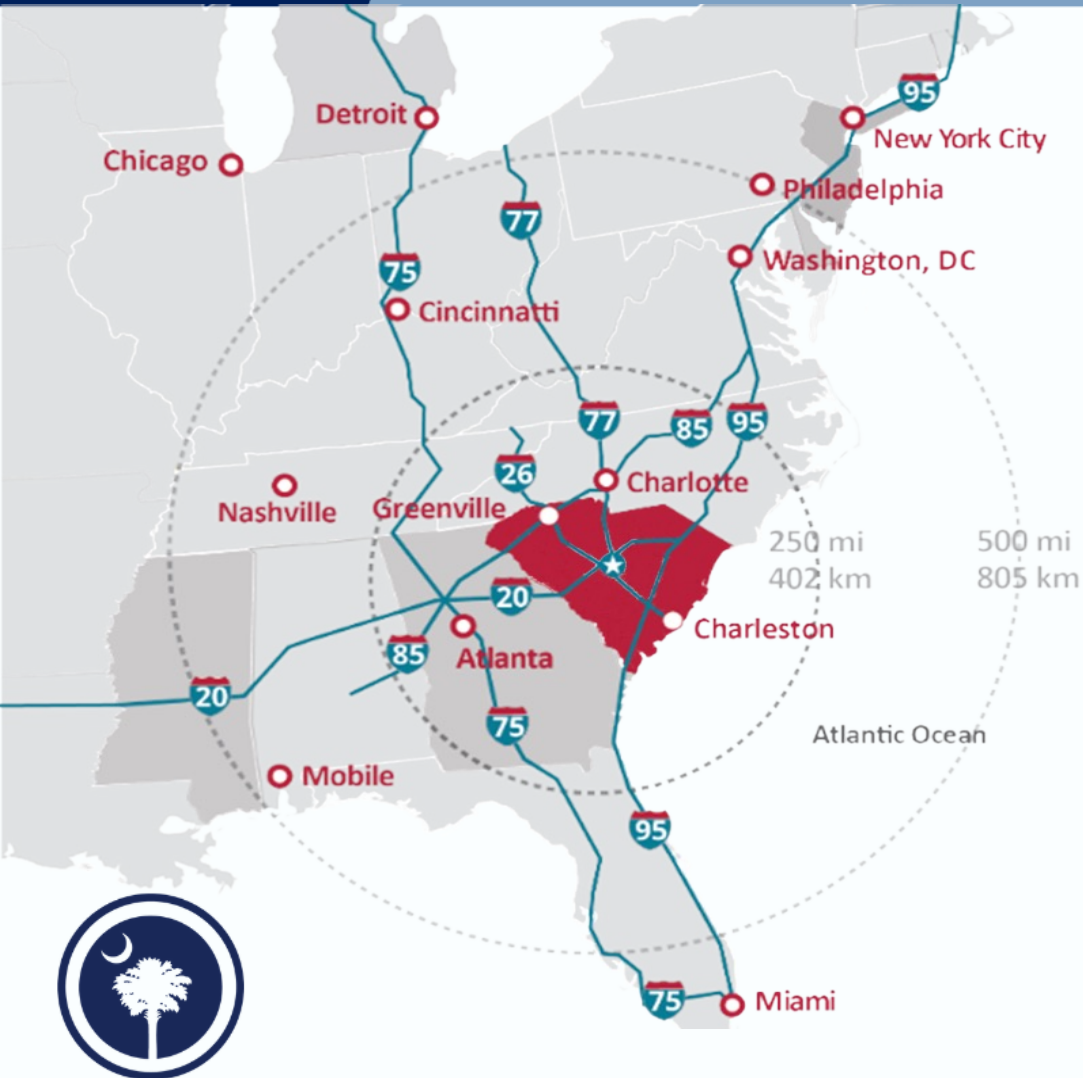 95
Detroit
New York City
Chicago
Philadelphia
77
Washington, DC
75
Cincinnatti
77
85
95
26
Charlotte
Nashville
Greenville
250 mi
402 km
500 mi
805 km
20
Charleston
85
Atlanta
20
75
Atlantic Ocean
Mobile
95
75
Miami